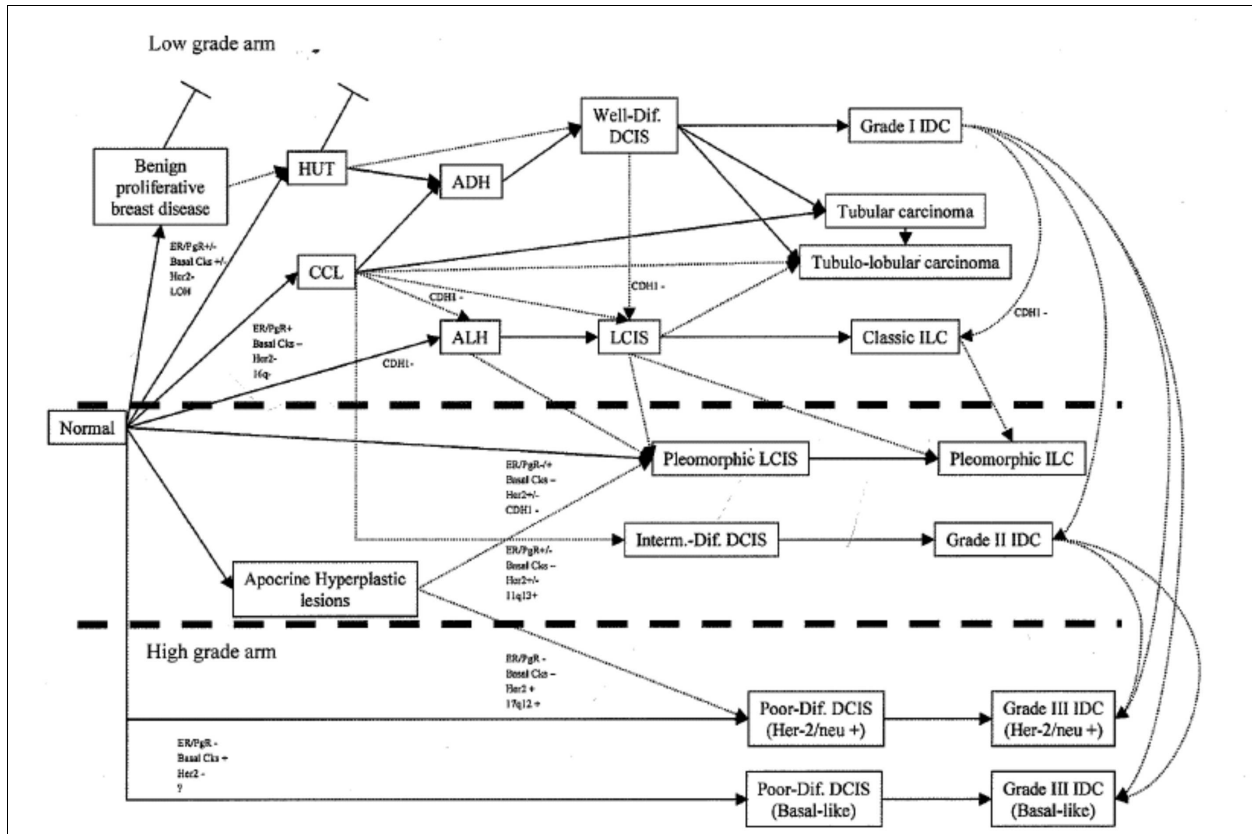 Low grade arm
Well-Dif.
DCIS
Grade I IDC
Benign
proliferative
breast disease
HUT
ADH
Tubular carcinoma
ER/PgR+/-
Basal Cks +/-
Her2-
LOH
CCL
Tubulo-lobular carcinoma
CDH1 -
CDH1 -
CDH1 -
ER/PgR+
Basal Cks –
Her2-
16q-
ALH
LCIS
Classic ILC
CDH1-
Normal
Pleomorphic LCIS
Pleomorphic ILC
ER/PgR-/+
Basal Cks –
Her2+/-
CDH1 -
Interm.-Dif. DCIS
Grade II IDC
ER/PgR+/-
Basal Cks –
Her2+/-
11q13+
Apocrine Hyperplastic
lesions
High grade arm
ER/PgR -
Basal Cks –
Her2 +
17q12 +
Poor-Dif. DCIS
(Her-2/neu +)
Grade III IDC
(Her-2/neu +)
ER/PgR -
Basal Cks +
Her2 -
?
Poor-Dif. DCIS
(Basal-like)
Grade III IDC
(Basal-like)